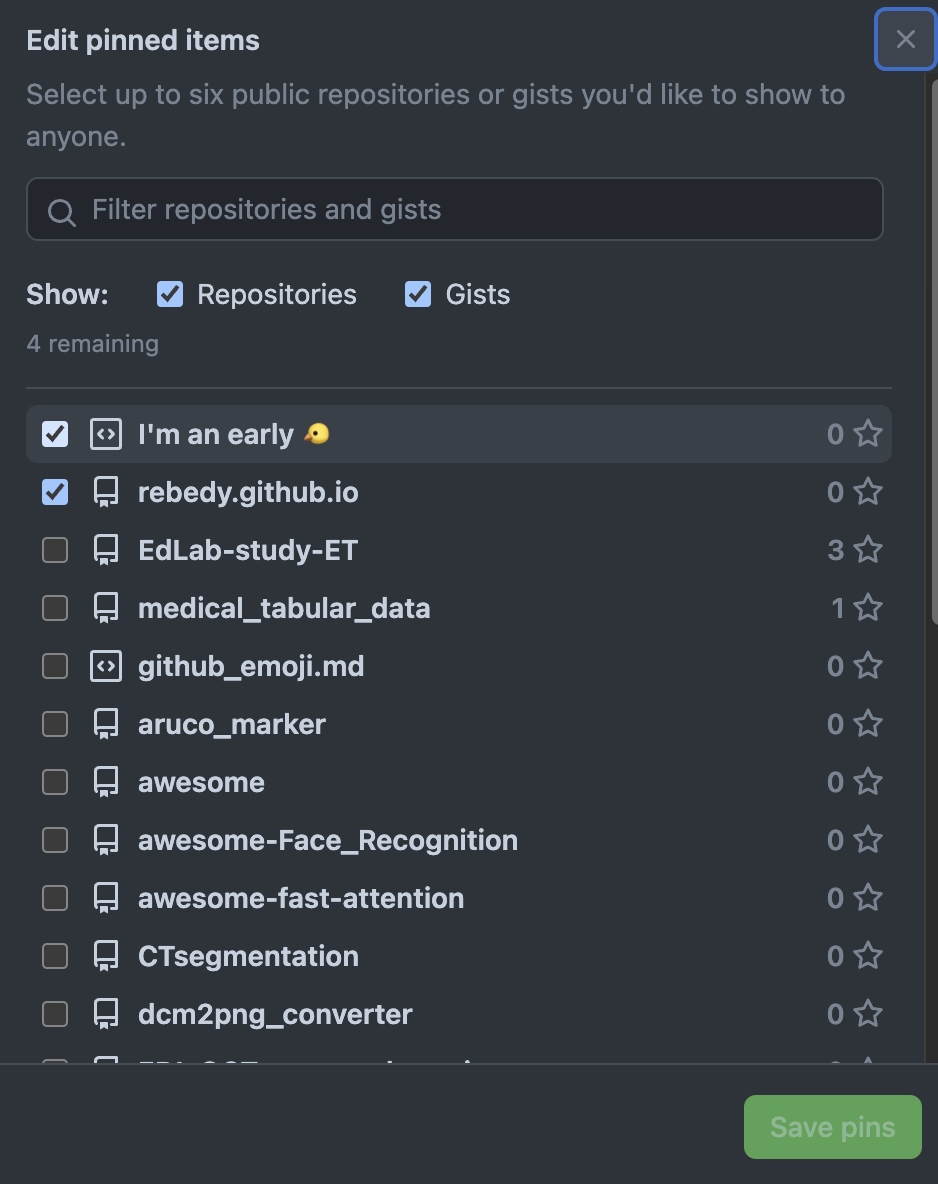 Edit pinned items
Select up to six public repositories or gists you'd like to show to
anyone.
Filter repositories and gists
Show: Repositories Gists
4 remaining
I'm an early 🐤 0
rebedy.github.io 0
EdLab-study-ET 3
medical_tabular_data 1
github_emoji.md 0
aruco_marker 0
awesome 0
awesome-Face_Recognition 0
awesome-fast-attention 0
CTsegmentation 0
dcm2png_converter 0
Save pins